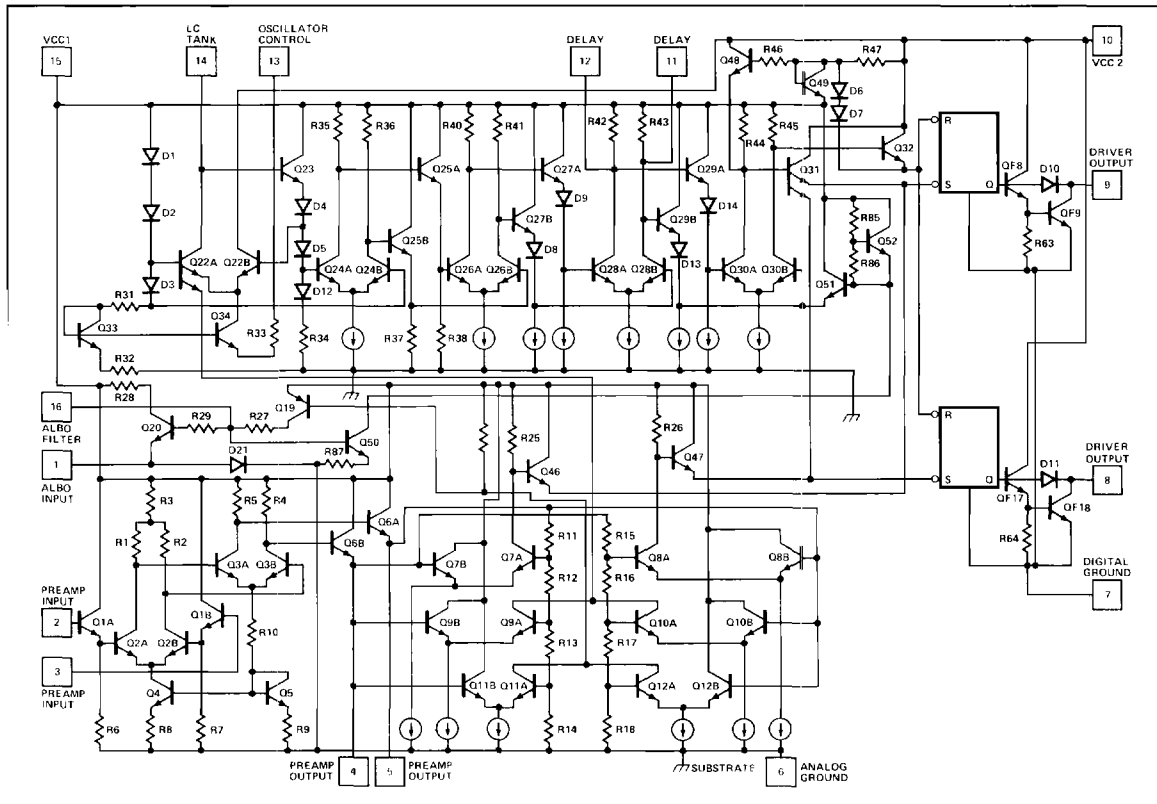 LC TANK
OSCILLATOR CONTROL
VCC1
DELAY
DELAY
15
14
13
12
11
10
VCC 2
R46
R47
Q48
Q49
D6
D7
R35
R36
R40
R41
R42
R43
R44
R45
D1
Q23
Q25A
Q27A
Q29A
Q31
Q32
R
S
Q
QF8
D10
DRIVER OUTPUT
9
QF9
R63
D2
D4
D9
D14
Q27B
Q29B
R85
Q52
R86
D5
Q25B
D8
D13
Q22A
Q22B
Q24A
Q24B
Q26A
Q26B
Q28A
Q28B
Q30A
Q30B
Q51
D3
D12
R31
Q33
Q34
R33
R34
R37
R38
R32
R28
16
ALBO FILTER
Q20
R29
R27
Q19
Q50
R25
R26
Q46
Q47
1
ALBO INPUT
D21
R87
R
S
Q
QF17
D11
DRIVER OUTPUT
8
QF18
R64
R3
R5
R4
Q6A
Q6B
R1
R2
Q3A
Q3B
Q7B
Q7A
R11
R12
R15
R16
Q8A
Q8B
DIGITAL GROUND
7
PREAMP INPUT
2
Q1A
Q2A
Q2B
Q1B
R10
Q9B
Q9A
R13
R17
Q10A
Q10B
3
PREAMP INPUT
Q4
Q5
Q11B
Q11A
Q12A
Q12B
R6
R8
R7
R9
R14
R18
PREAMP OUTPUT
4
5
PREAMP OUTPUT
SUBSTRATE
6
ANALOG GROUND